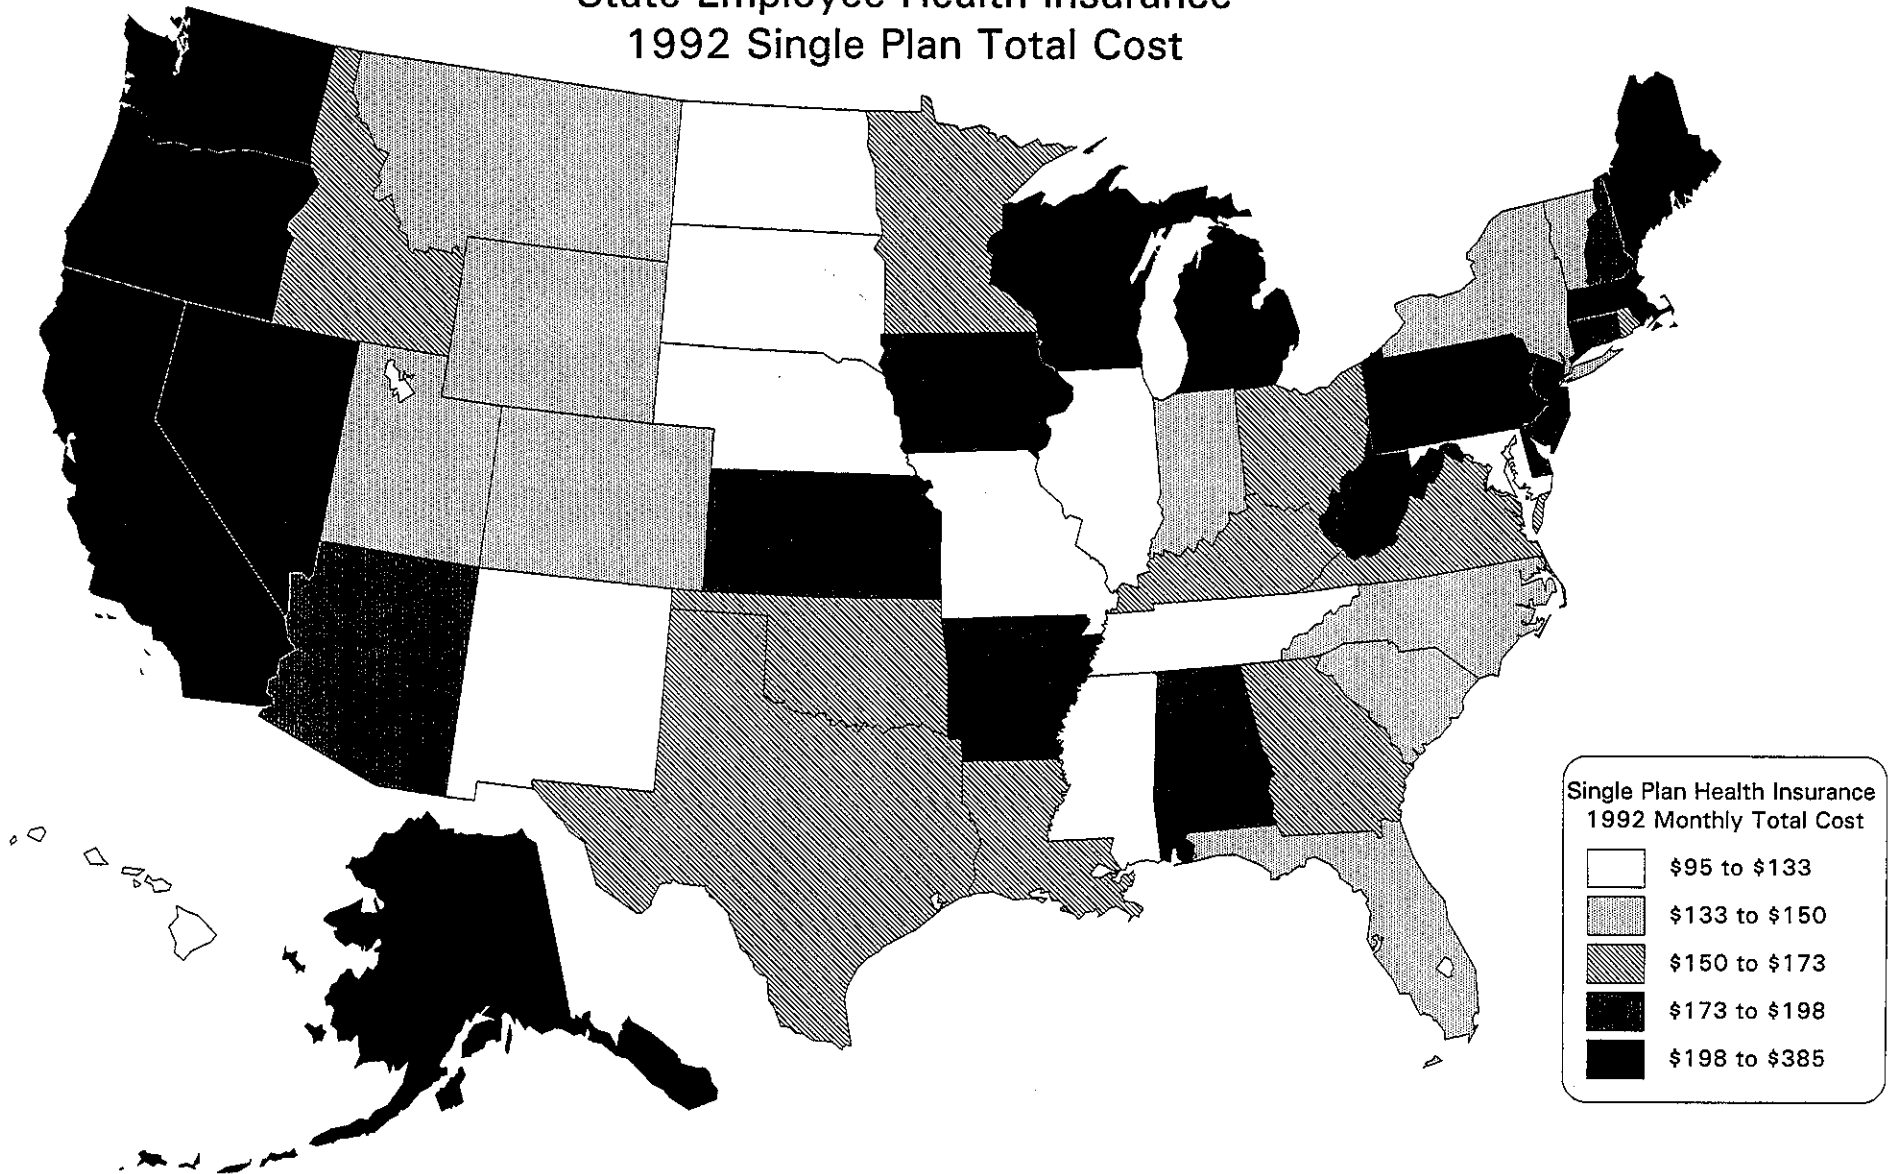 State Employee Health Insurance
1992 Single Plan Total Cost
Single Plan Health Insurance
1992 Monthly Total Cost
$95 to $133
$133 to $150
$150 to $173
$173 to $198
$198 to $385